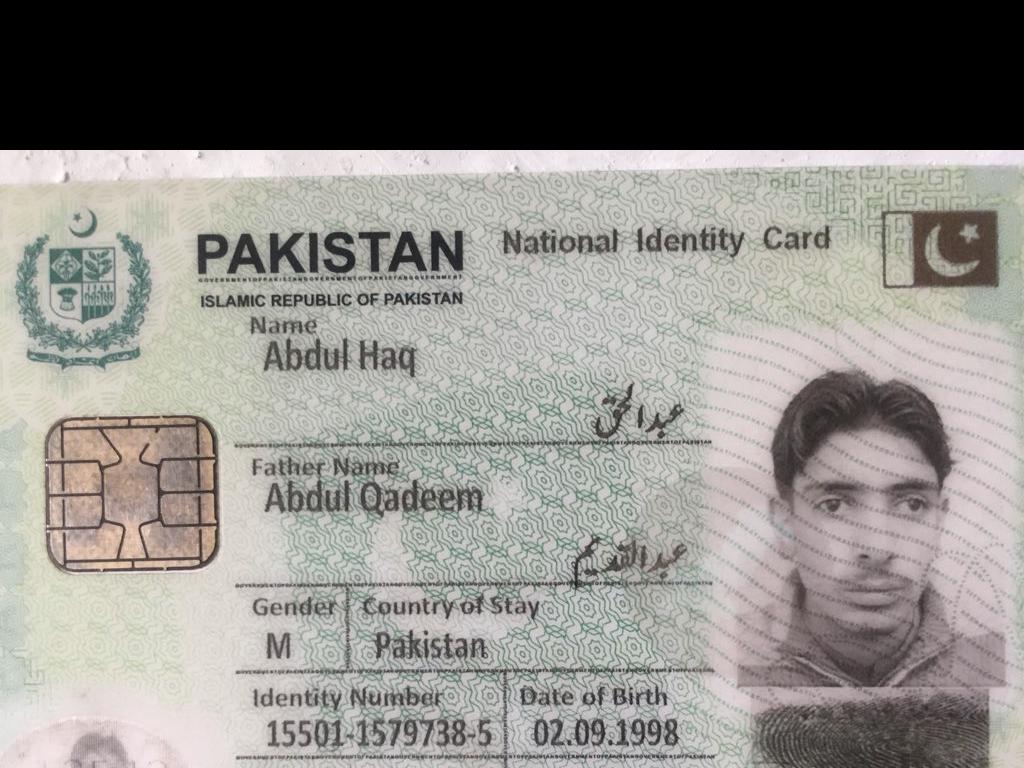 PAKISTAN
National Identity Card
ISLAMIC REPUBLIC OF PAKISTAN
Name
Abdul Haq
عبدالحق
Father Name
Abdul Qadeem
عبدالقدیم
Gender Country of Stay
M Pakistan
Identity Number Date of Birth
15501-1579738-5 02.09.1998